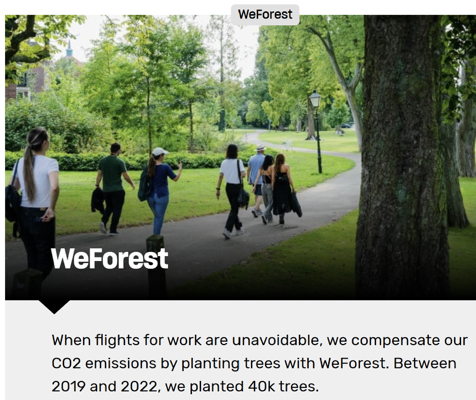 WeForest
WeForest
When flights for work are unavoidable, we compensate our
CO2 emissions by planting trees with WeForest. Between
2019 and 2022, we planted 40k trees.